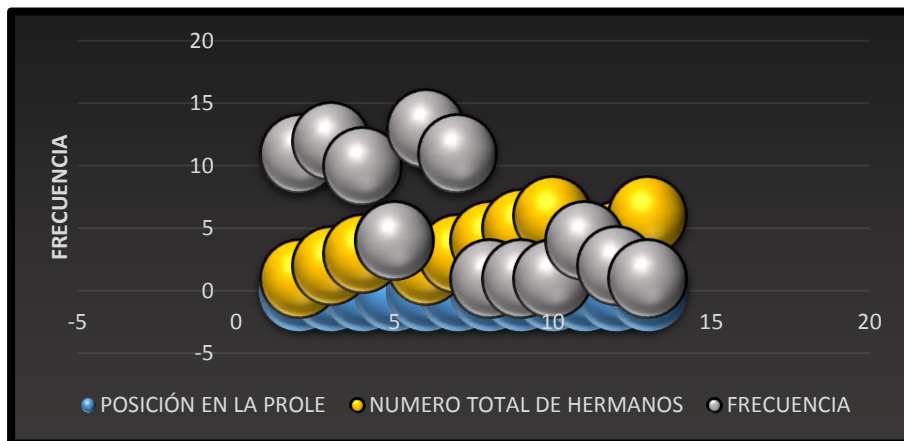 20
15
10
5
0
-5
-5 0 5 10 15 20
FRECUENCIA
POSICIÓN EN LA PROLE NUMERO TOTAL DE HERMANOS FRECUENCIA